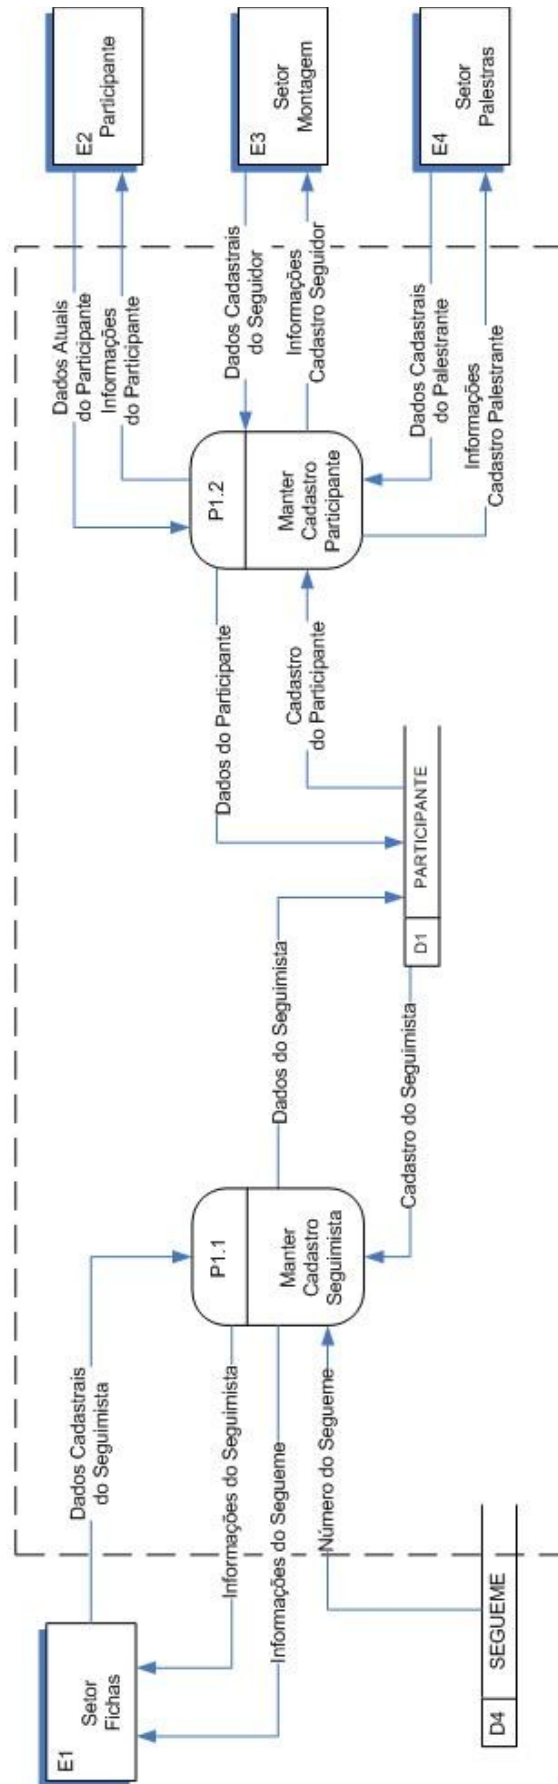 E1
Setor
Fichas
Dados Cadastrais
do Seguimista
Informações do Seguimista
Informações do Segueme
Número do Segueme
D4
SEGUEME
P1.1
Manter
Cadastro
Seguimista
Dados do Seguimista
Cadastro do Seguimista
D1
PARTICIPANTE
Dados do Participante
Cadastro
do Participante
P1.2
Manter
Cadastro
Participante
Dados Atuais
do Participante
Informações
do Participante
Dados Cadastrais
do Seguidor
Informações
Cadastro Seguidor
Dados Cadastrais
do Palestrante
Informações
Cadastro Palestrante
E2
Participante
E3
Setor
Montagem
E4
Setor
Palestras